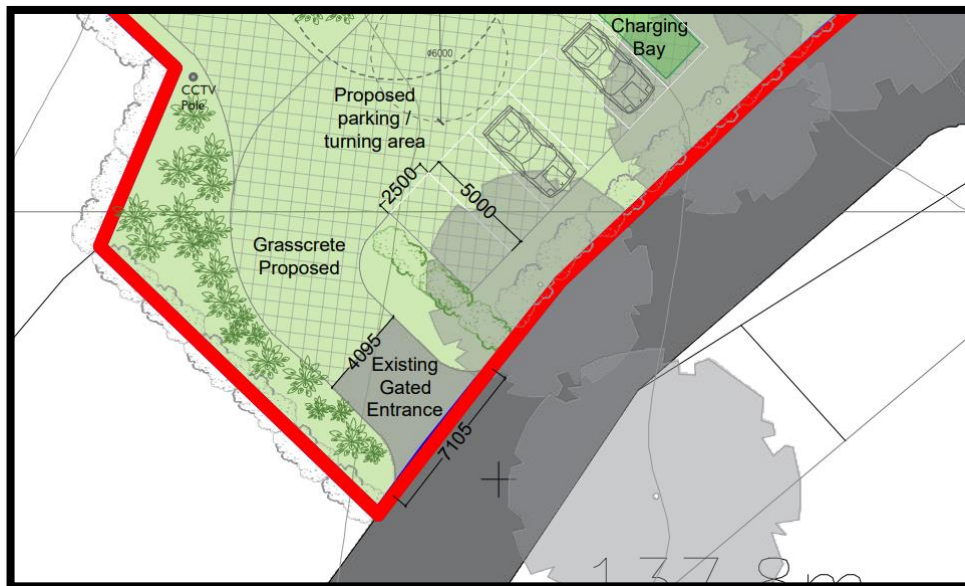 Charging
Bay
ϕ6000
CCTV
Pole
Proposed
parking /
turning area
2500
5000
Grasscrete
Proposed
4095
Existing
Gated
Entrance
7105
137.8m